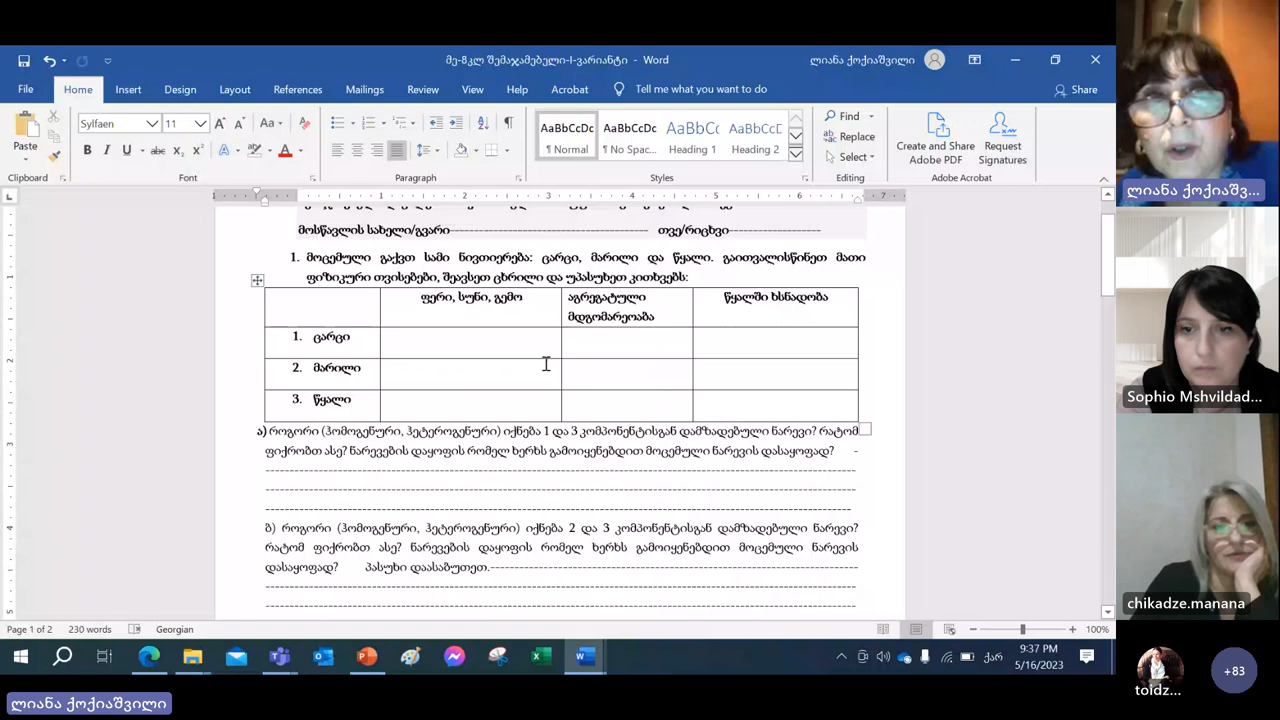 მე-8კლ შემაჯამებელი-I-ვარიანტი - Word
ლიანა ქოქიაშვილი
File Home Insert Design Layout References Mailings Review View Help Acrobat Tell me what you want to do Share
Paste
Sylfaen 11
AaBbCcDc AaBbCcDc AaBbCc AaBbCcD
¶ Normal ¶ No Spac... Heading 1 Heading 2
Find
Replace
Select
Create and Share Adobe PDF
Request Signatures
Clipboard Font Paragraph Styles Editing Adobe Acrobat
მოსწავლის სახელი/გვარი------------------------------------------ თვე/რიცხვი-------------------
1. მოცემული გაქვთ სამი ნივთიერება: ცარცი, მარილი და წყალი. გაითვალისწინეთ მათი
ფიზიკური თვისებები, შეავსეთ ცხრილი და უპასუხეთ კითხვებს:
ფერი, სუნი, გემო აგრეგატული მდგომარეოაბა წყალში ხსნადობა
1. ცარცი
2. მარილი
3. წყალი
ა) როგორი (ჰომოგენური, ჰეტეროგენური) იქნება 1 და 3 კომპონენტისგან დამზადებული ნარევი? რატომ
ფიქრობთ ასე? ნარევების დაყოფის რომელ ხერხს გამოიყენებდით მოცემული ნარევის დასაყოფად? -
ბ) როგორი (ჰომოგენური, ჰეტეროგენური) იქნება 2 და 3 კომპონენტისგან დამზადებული ნარევი?
რატომ ფიქრობთ ასე? ნარევების დაყოფის რომელ ხერხს გამოიყენებდით მოცემული ნარევის
დასაყოფად? პასუხი დაასაბუთეთ.----------------------------------------------------------
Page 1 of 2 230 words Georgian 100%
ქარ
9:37 PM
5/16/2023
ლიანა ქოქიაშვ...
Sophio Mshvildad...
chikadze.manana
toidz...
+83
ლიანა ქოქიაშვილი